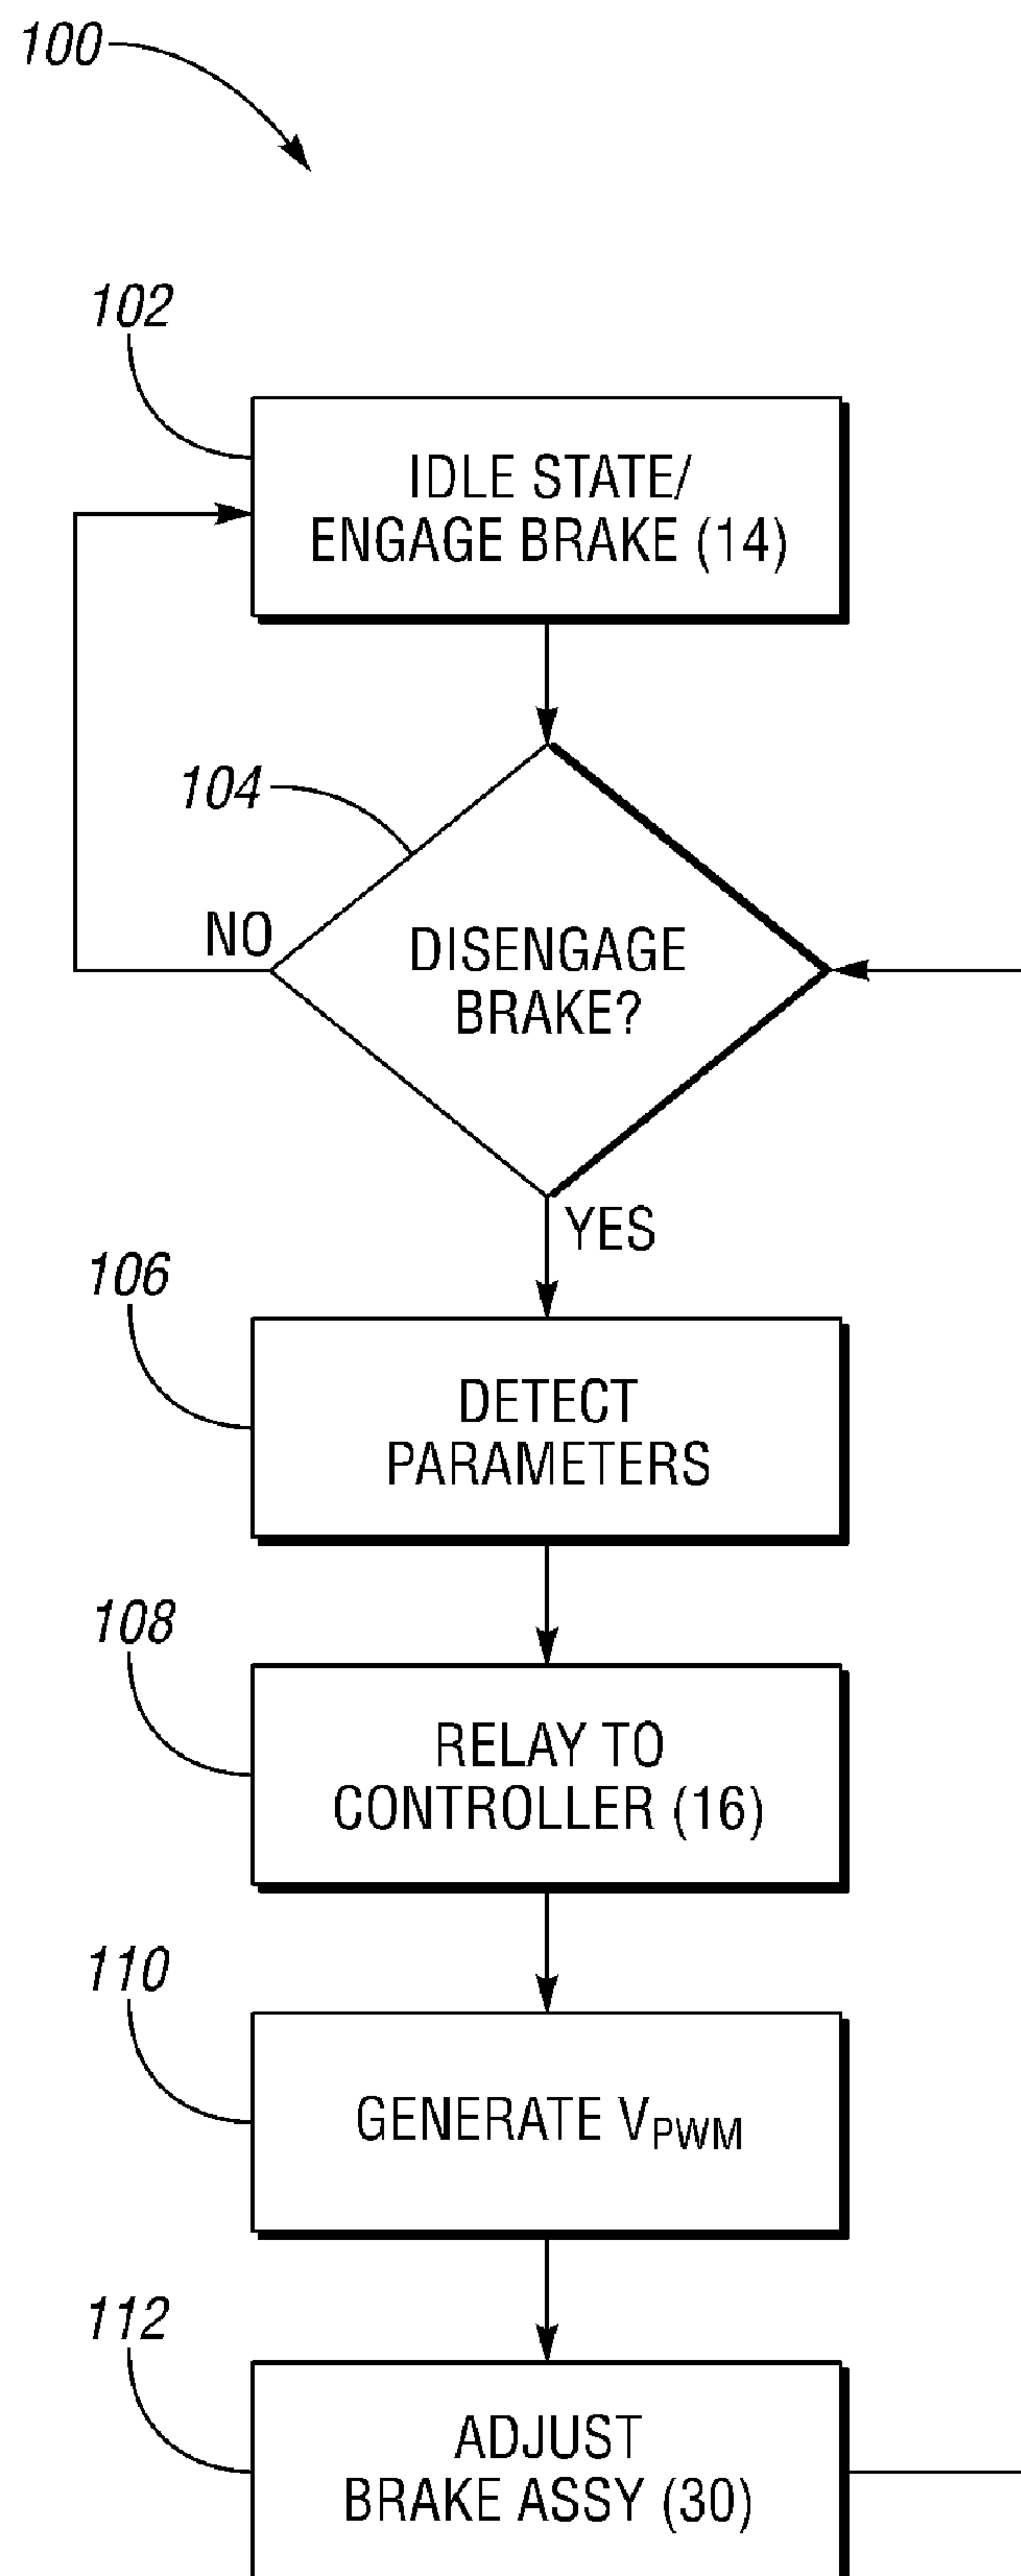 100
102
IDLE STATE/
ENGAGE BRAKE (14)
104
NO
DISENGAGE
BRAKE?
YES
106
DETECT
PARAMETERS
108
RELAY TO
CONTROLLER (16)
110
GENERATE VPWM
112
ADJUST
BRAKE ASSY (30)